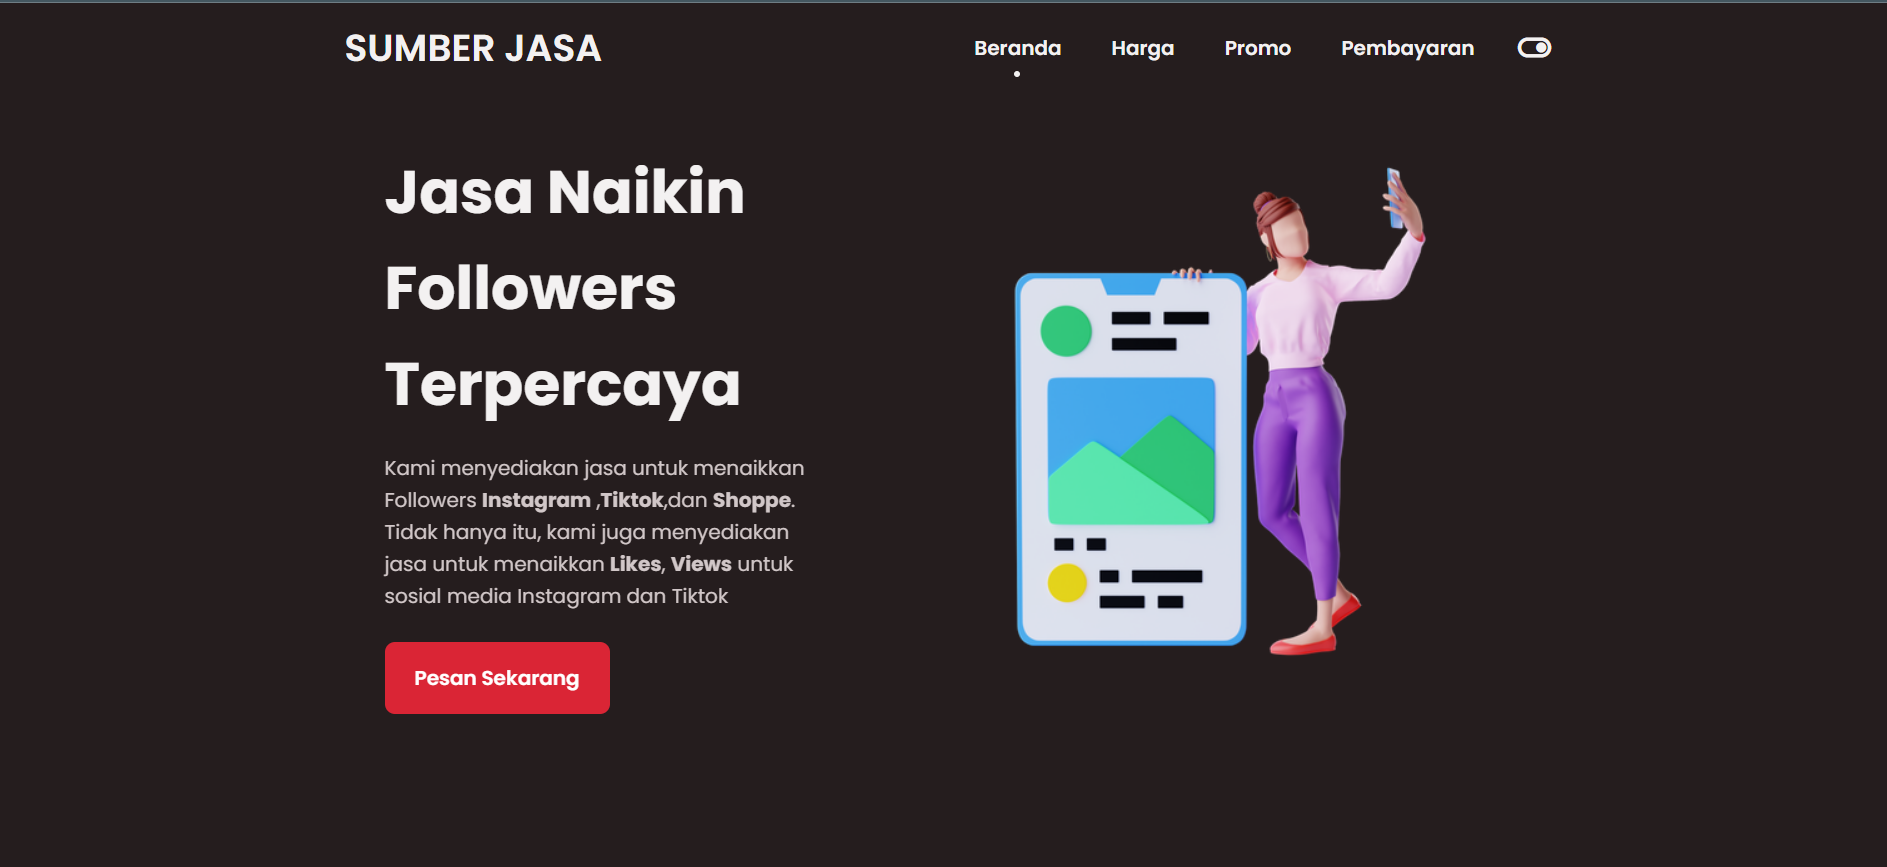 SUMBER JASA
Beranda
Harga
Promo
Pembayaran
Jasa Naikin
Followers
Terpercaya
Kami menyediakan jasa untuk menaikkan
Followers Instagram ,Tiktok,dan Shoppe.
Tidak hanya itu, kami juga menyediakan
jasa untuk menaikkan Likes, Views untuk
sosial media Instagram dan Tiktok
Pesan Sekarang